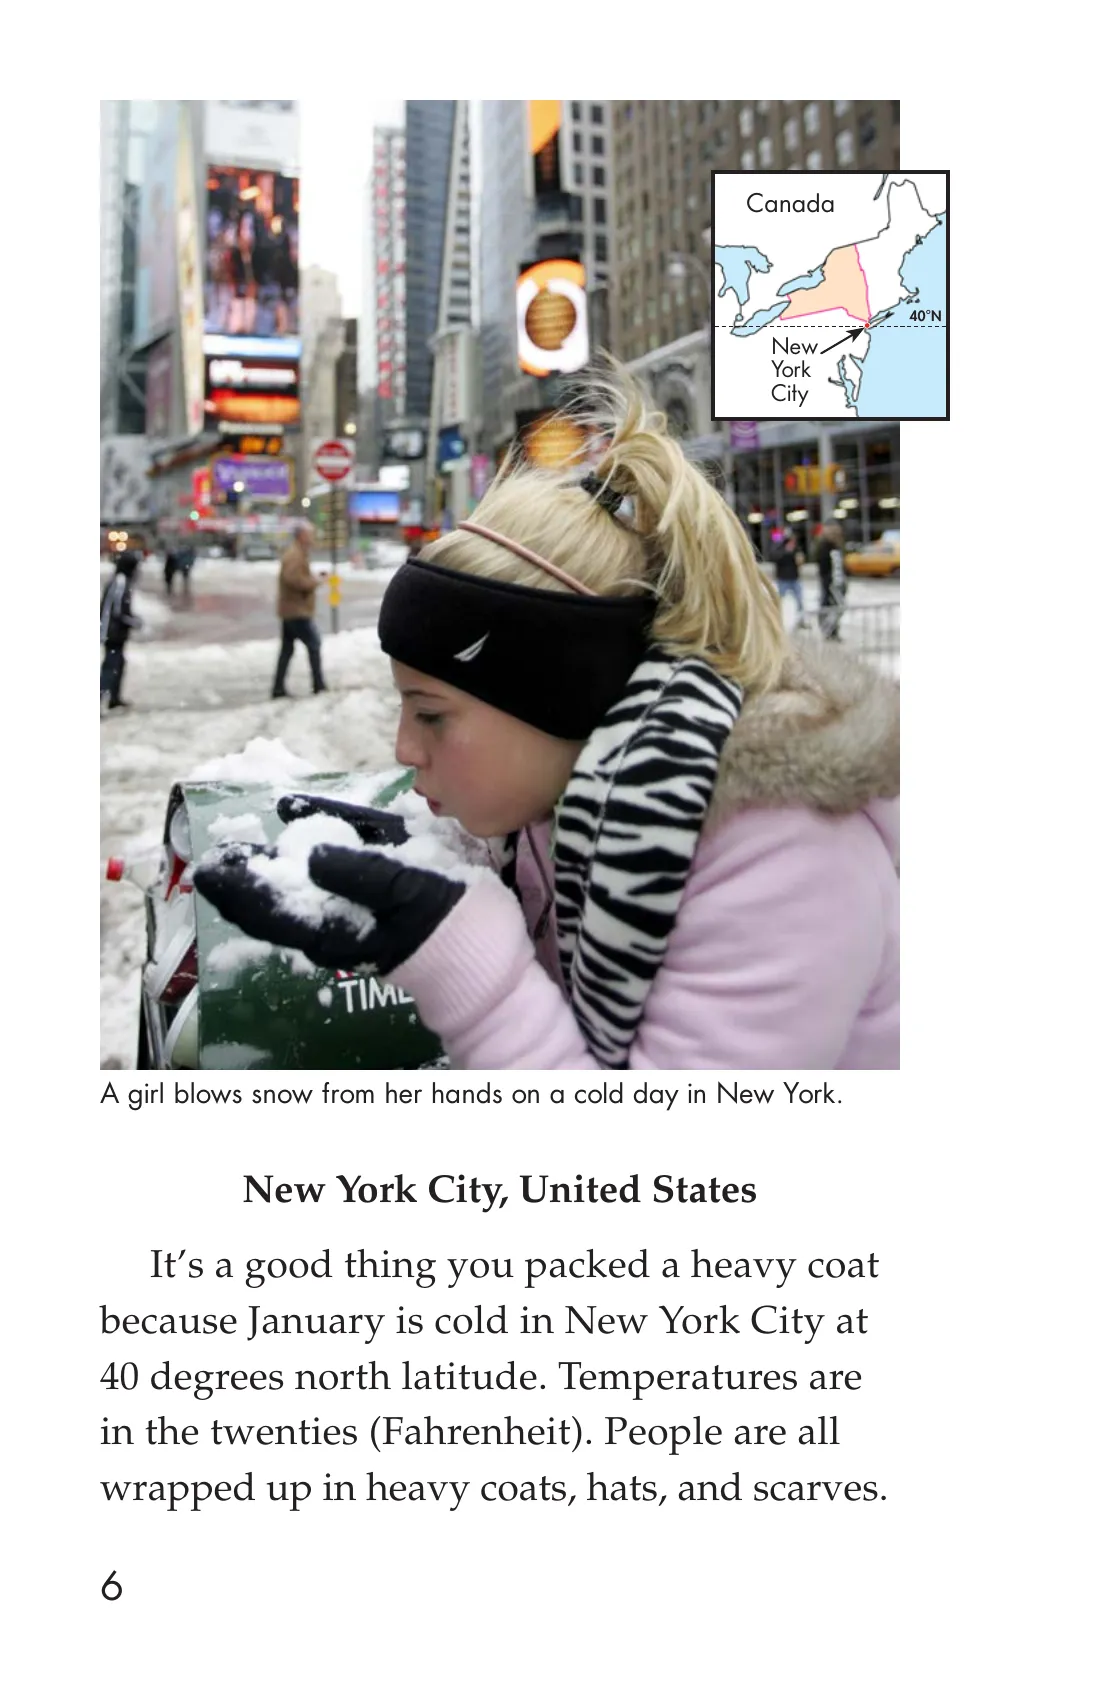 Canada
40°N
New
York
City
YAHOO!
TIME
A girl blows snow from her hands on a cold day in New York.
New York City, United States
It’s a good thing you packed a heavy coat
because January is cold in New York City at
40 degrees north latitude. Temperatures are
in the twenties (Fahrenheit). People are all
wrapped up in heavy coats, hats, and scarves.
6